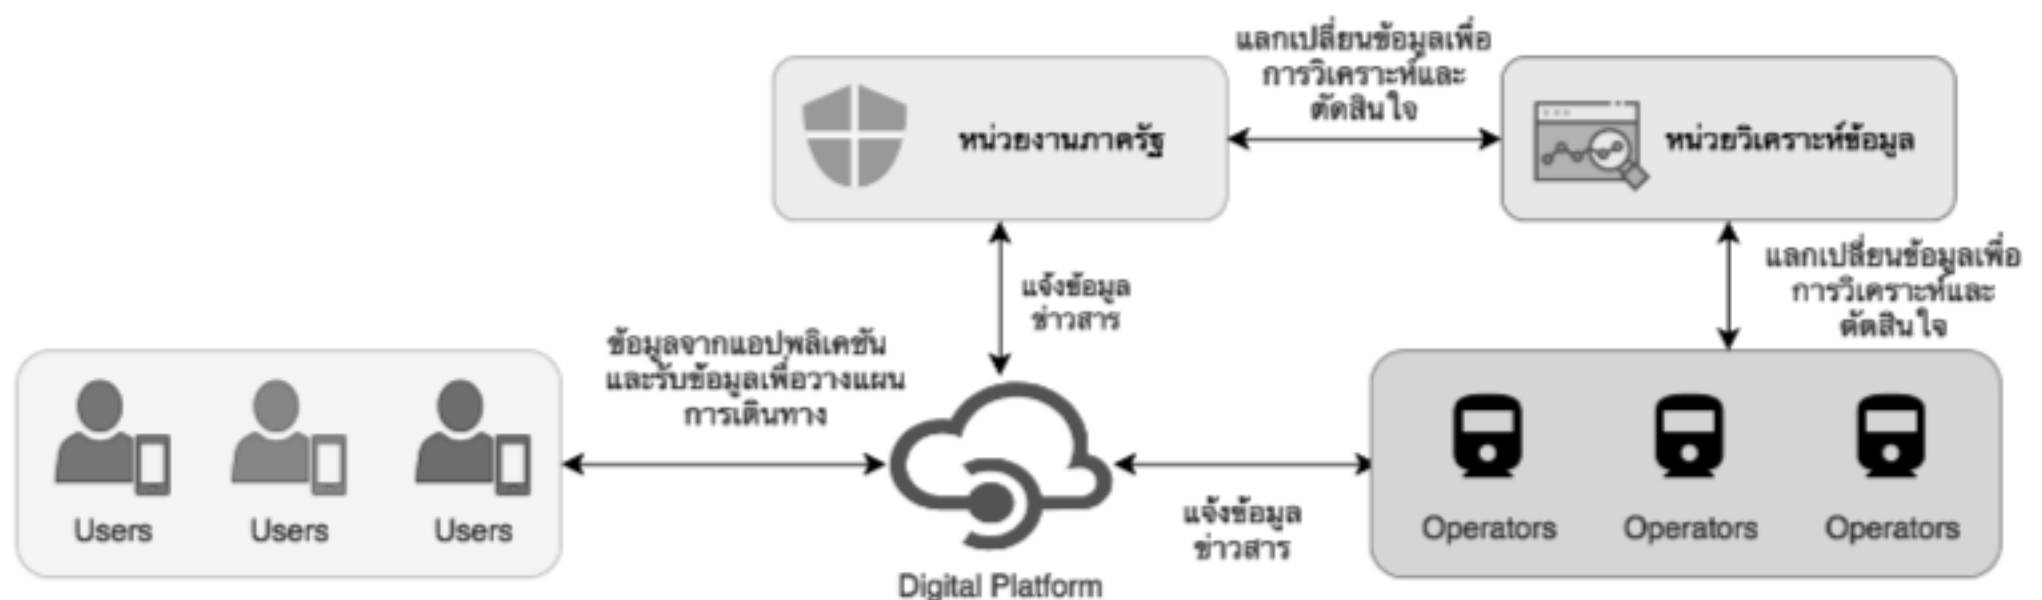 แลกเปลี่ยนข้อมูลเพื่อ
การวิเคราะห์และ
ตัดสินใจ
หน่วยงานภาครัฐ
หน่วยวิเคราะห์ข้อมูล
แจ้งข้อมูล
ข่าวสาร
แลกเปลี่ยนข้อมูลเพื่อ
การวิเคราะห์และ
ตัดสินใจ
ข้อมูลจากแอปพลิเคชัน
และรับข้อมูลเพื่อวางแผน
การเดินทาง
Users
Users
Users
Digital Platform
แจ้งข้อมูล
ข่าวสาร
Operators
Operators
Operators